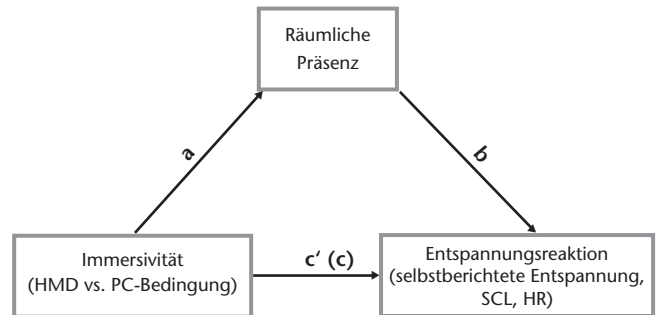 Räumliche
Präsenz
a
b
Immersivität
(HMD vs. PC-Bedingung)
c‘ (c)
Entspannungsreaktion
(selbstberichtete Entspannung,
SCL, HR)